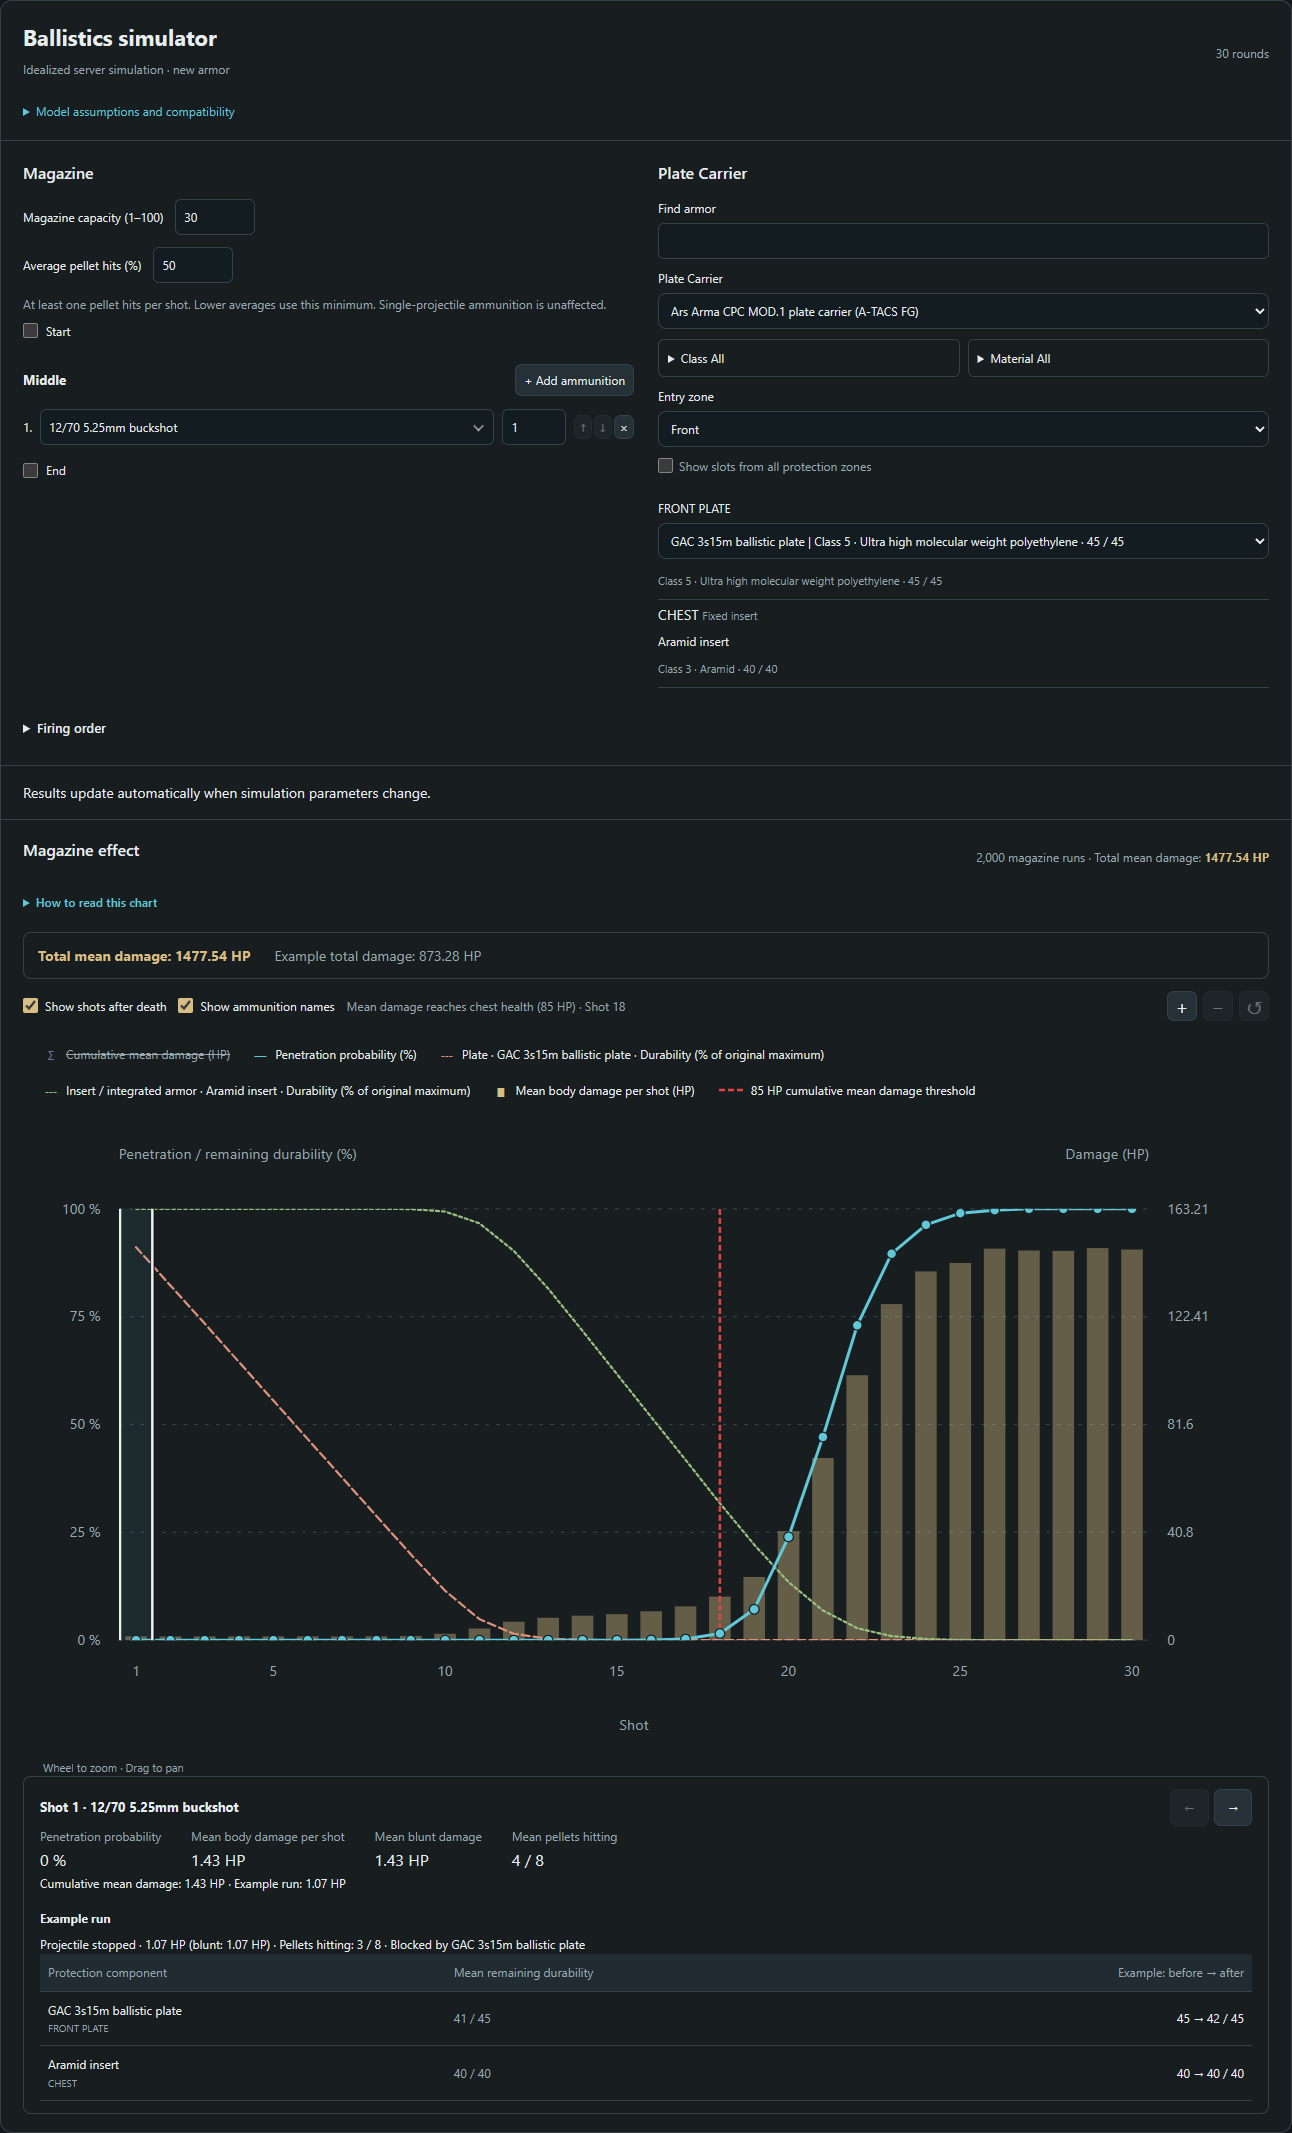 Ballistics simulator
Idealized server simulation · new armor
30 rounds
▶ Model assumptions and compatibility
Magazine
Magazine capacity (1–100) 30
Average pellet hits (%) 50
At least one pellet hits per shot. Lower averages use this minimum. Single-projectile ammunition is unaffected.
Start
Middle
+ Add ammunition
1. 12/70 5.25mm buckshot 1 ↑ ↓ ×
End
Plate Carrier
Find armor
Plate Carrier
Ars Arma CPC MOD.1 plate carrier (A-TACS FG)
▶ Class All ▶ Material All
Entry zone
Front
Show slots from all protection zones
FRONT PLATE
GAC 3s15m ballistic plate | Class 5 · Ultra high molecular weight polyethylene · 45 / 45
Class 5 · Ultra high molecular weight polyethylene · 45 / 45
CHEST Fixed insert
Aramid insert
Class 3 · Aramid · 40 / 40
▶ Firing order
Results update automatically when simulation parameters change.
Magazine effect
2,000 magazine runs · Total mean damage: 1477.54 HP
▶ How to read this chart
Total mean damage: 1477.54 HP Example total damage: 873.28 HP
Show shots after death Show ammunition names Mean damage reaches chest health (85 HP) · Shot 18
+ − ↺
Σ Cumulative mean damage (HP) Penetration probability (%) Plate · GAC 3s15m ballistic plate · Durability (% of original maximum)
Insert / integrated armor · Aramid insert · Durability (% of original maximum) Mean body damage per shot (HP) 85 HP cumulative mean damage threshold
Penetration / remaining durability (%) Damage (HP)
100 % 163.21
75 % 122.41
50 % 81.6
25 % 40.8
0 % 0
1 5 10 15 20 25 30
Shot
Wheel to zoom · Drag to pan
Shot 1 · 12/70 5.25mm buckshot
← →
Penetration probability Mean body damage per shot Mean blunt damage Mean pellets hitting
0 % 1.43 HP 1.43 HP 4 / 8
Cumulative mean damage: 1.43 HP · Example run: 1.07 HP
Example run
Projectile stopped · 1.07 HP (blunt: 1.07 HP) · Pellets hitting: 3 / 8 · Blocked by GAC 3s15m ballistic plate
Protection component Mean remaining durability Example: before → after
GAC 3s15m ballistic plate 41 / 45 45 → 42 / 45
FRONT PLATE
Aramid insert 40 / 40 40 → 40 / 40
CHEST